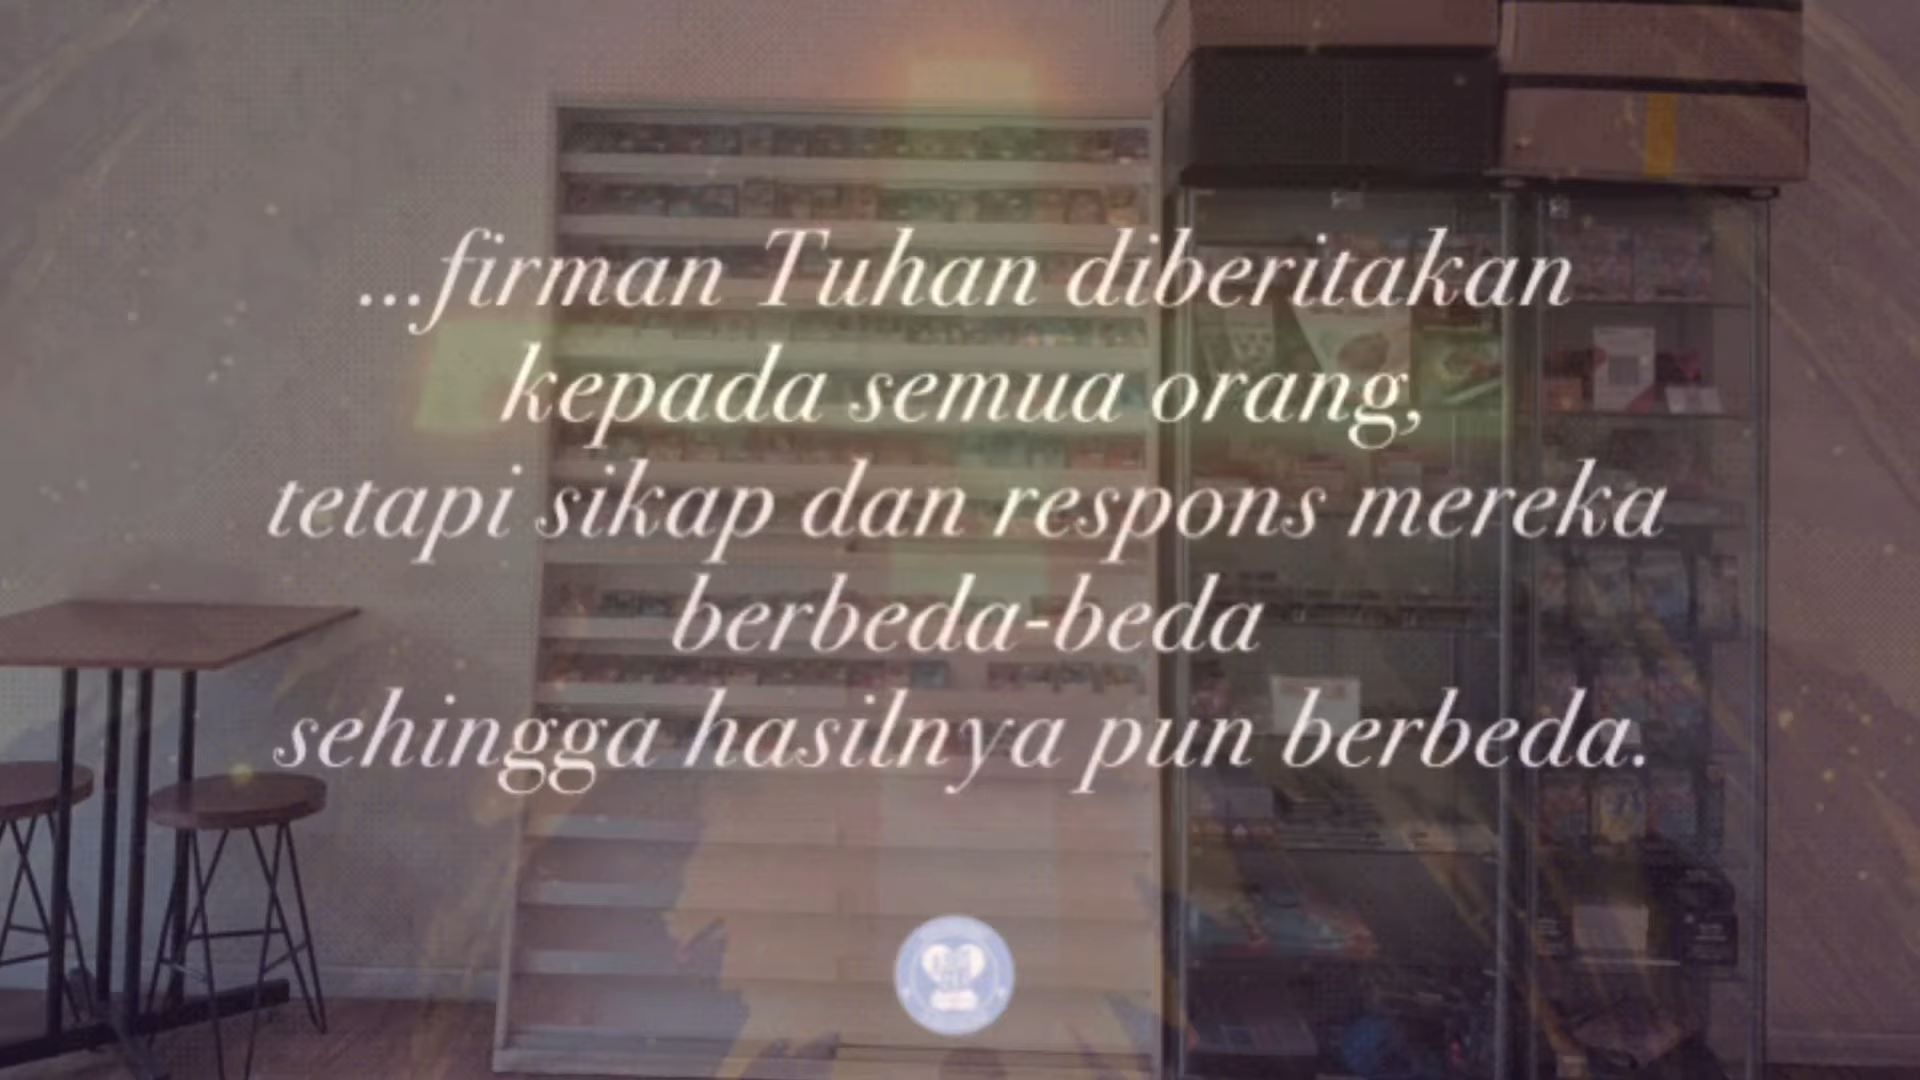 ...firman Tuhan diberitakan
kepada semua orang,
tetapi sikap dan respons mereka
berbeda-beda
sehingga hasilnya pun berbeda.